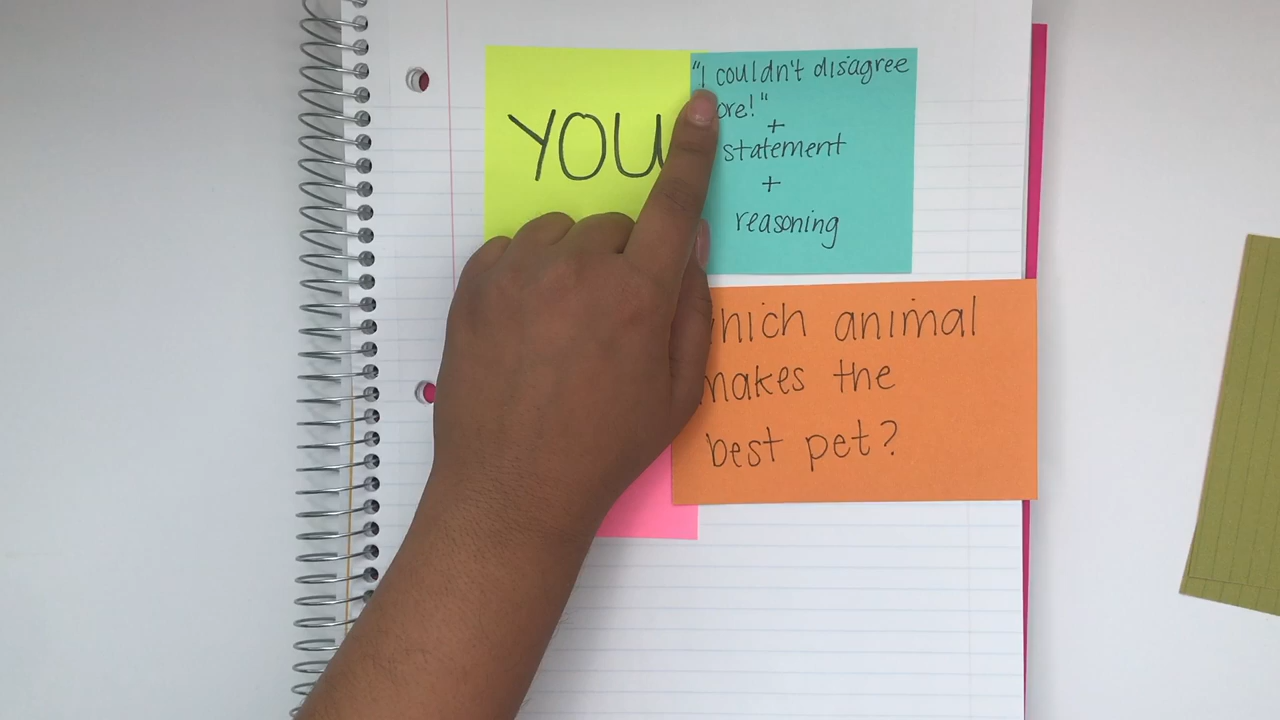 YOU
"I couldn't disagree
ore!"
+
statement
+
reasoning
hich animal
makes the
best pet?